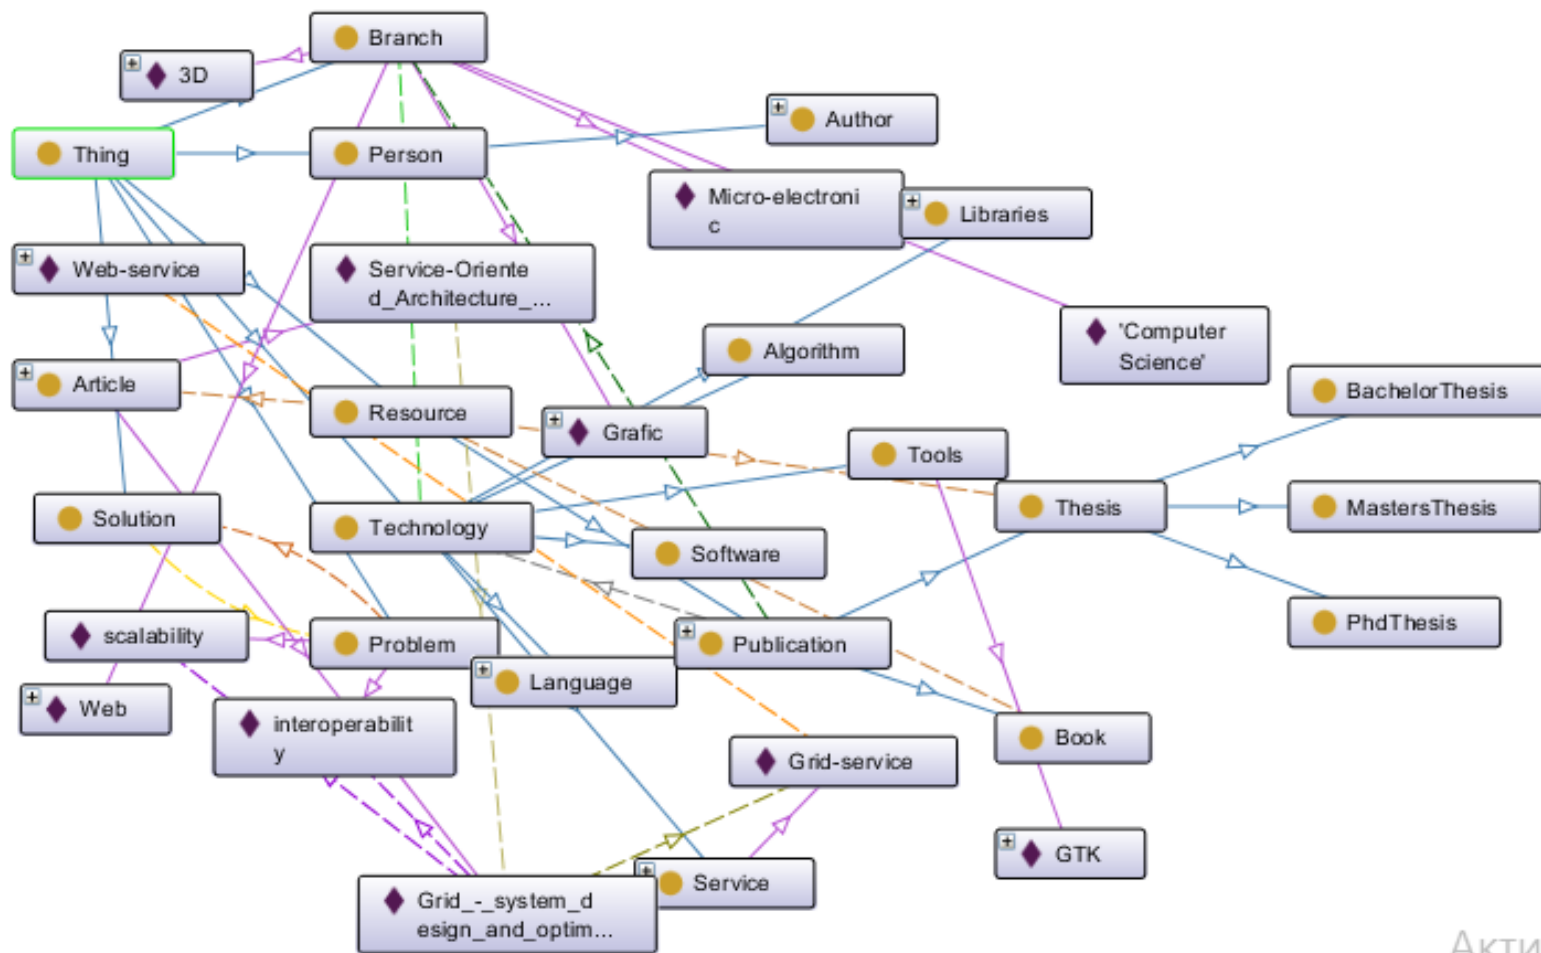 Branch
3D
Author
Thing
Person
Micro-electroni
c
Libraries
Web-service
Service-Oriente
d_Architecture_...
'Computer
Science'
Algorithm
Article
Resource
Grafic
BachelorThesis
Tools
Solution
Technology
Thesis
MastersThesis
Software
scalability
Problem
Publication
PhdThesis
Language
Web
interoperabilit
y
Grid-service
Book
GTK
Service
Grid_-_system_d
esign_and_optim...
Акти